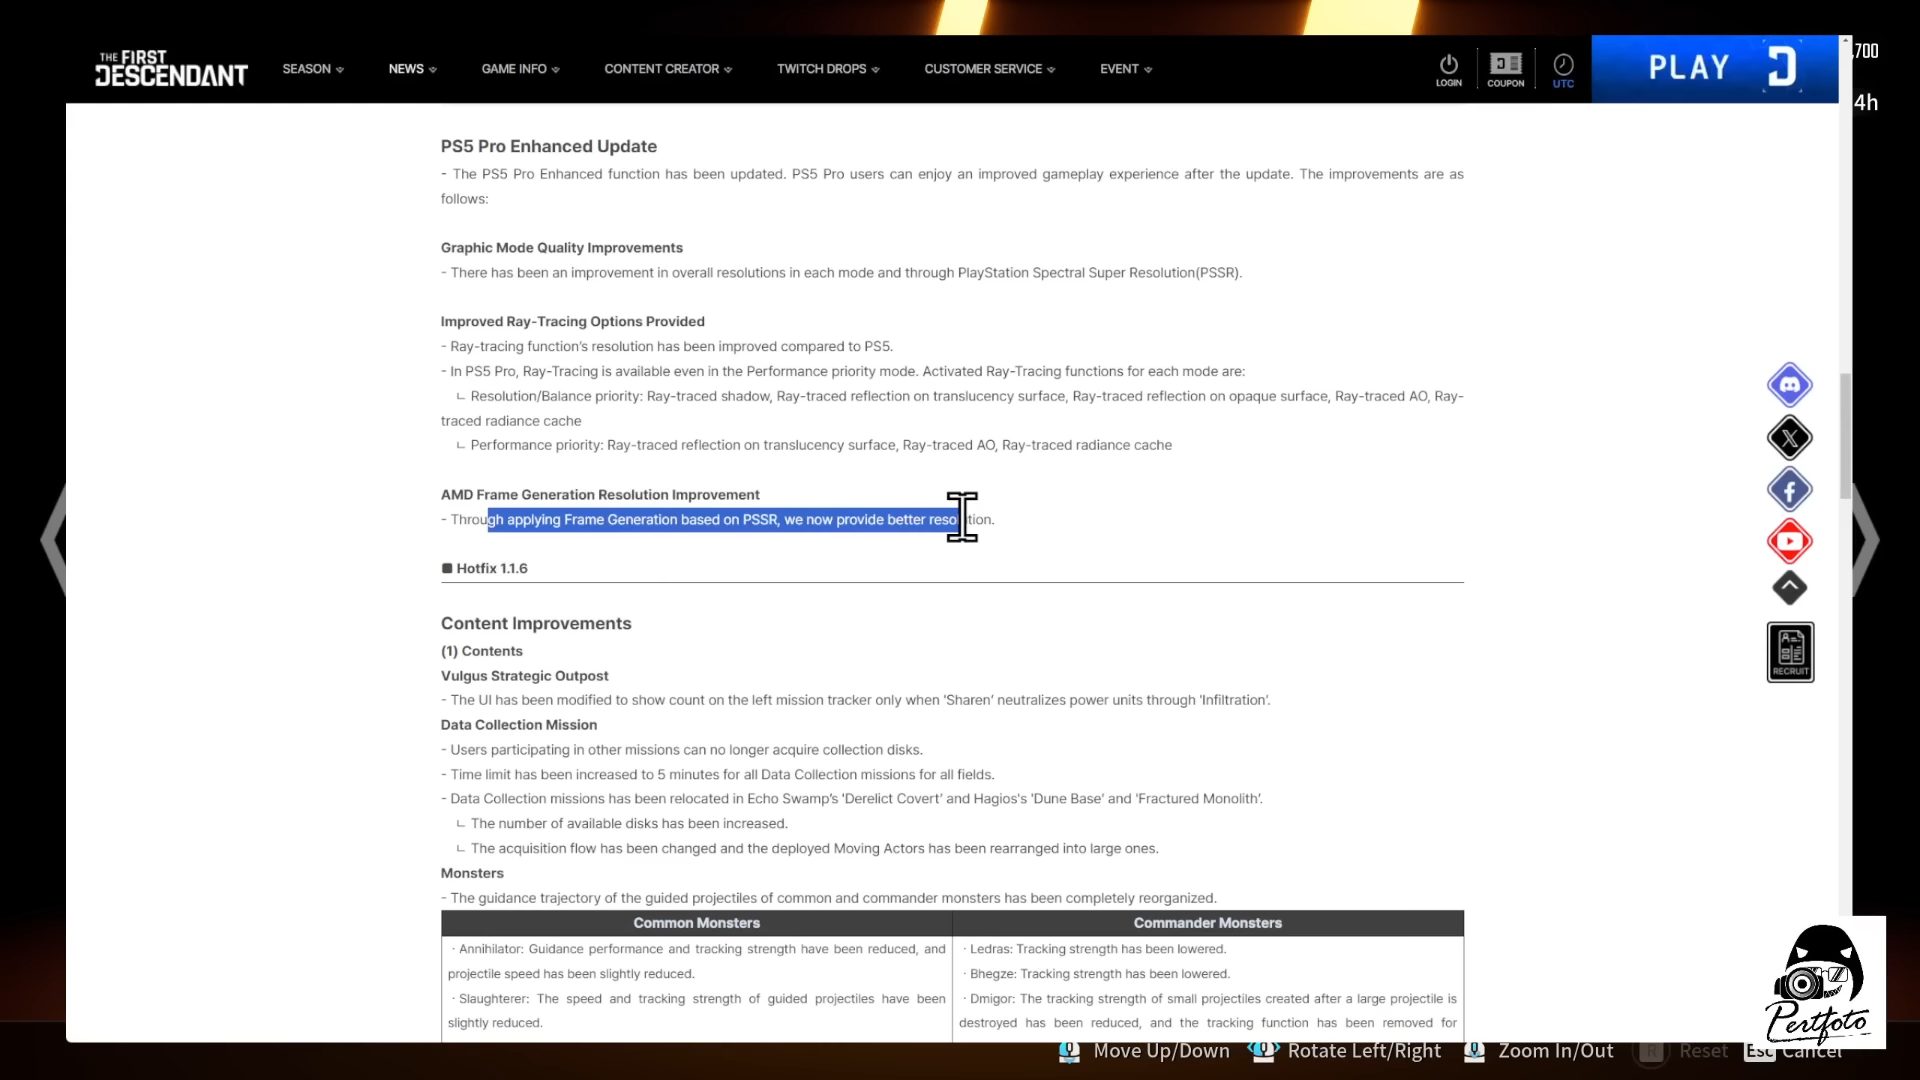 THE FIRST
DESCENDANT
SEASON
NEWS
GAME INFO
CONTENT CREATOR
TWITCH DROPS
CUSTOMER SERVICE
EVENT
LOGIN
COUPON
UTC
PLAY
,700
4h
PS5 Pro Enhanced Update
- The PS5 Pro Enhanced function has been updated. PS5 Pro users can enjoy an improved gameplay experience after the update. The improvements are as
follows:
Graphic Mode Quality Improvements
- There has been an improvement in overall resolutions in each mode and through PlayStation Spectral Super Resolution(PSSR).
Improved Ray-Tracing Options Provided
- Ray-tracing function's resolution has been improved compared to PS5.
- In PS5 Pro, Ray-Tracing is available even in the Performance priority mode. Activated Ray-Tracing functions for each mode are:
ㄴ Resolution/Balance priority: Ray-traced shadow, Ray-traced reflection on translucency surface, Ray-traced reflection on opaque surface, Ray-traced AO, Ray-
traced radiance cache
ㄴ Performance priority: Ray-traced reflection on translucency surface, Ray-traced AO, Ray-traced radiance cache
AMD Frame Generation Resolution Improvement
- Through applying Frame Generation based on PSSR, we now provide better resolution.
■ Hotfix 1.1.6
Content Improvements
(1) Contents
Vulgus Strategic Outpost
- The UI has been modified to show count on the left mission tracker only when 'Sharen' neutralizes power units through 'Infiltration'.
Data Collection Mission
- Users participating in other missions can no longer acquire collection disks.
- Time limit has been increased to 5 minutes for all Data Collection missions for all fields.
- Data Collection missions has been relocated in Echo Swamp's 'Derelict Covert' and Hagios's 'Dune Base' and 'Fractured Monolith'.
ㄴ The number of available disks has been increased.
ㄴ The acquisition flow has been changed and the deployed Moving Actors has been rearranged into large ones.
Monsters
- The guidance trajectory of the guided projectiles of common and commander monsters has been completely reorganized.
Common Monsters
Commander Monsters
· Annihilator: Guidance performance and tracking strength have been reduced, and
projectile speed has been slightly reduced.
· Slaughterer: The speed and tracking strength of guided projectiles have been
slightly reduced.
· Ledras: Tracking strength has been lowered.
· Bhegze: Tracking strength has been lowered.
· Dmigor: The tracking strength of small projectiles created after a large projectile is
destroyed has been reduced, and the tracking function has been removed for
RECRUIT
Pertfoto
Move Up/Down
Rotate Left/Right
Zoom In/Out
R Reset
Esc Cancel